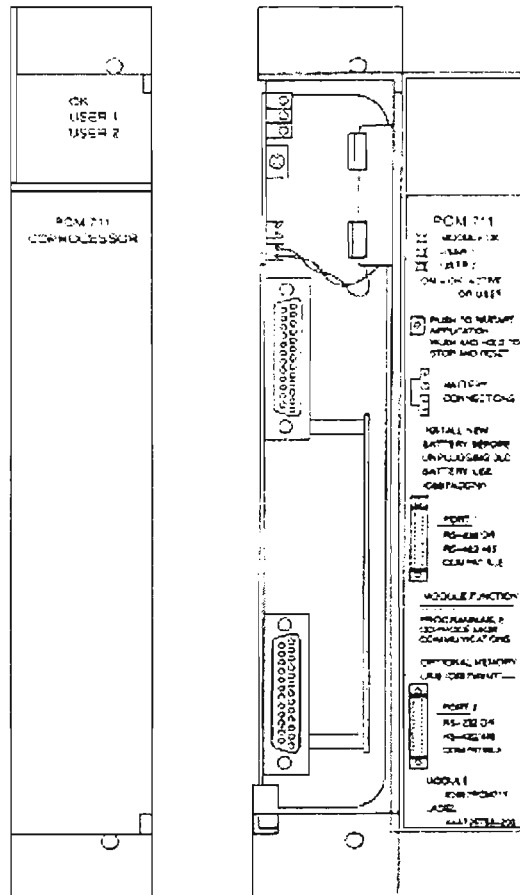 OK
USER 1
USER 2
PCM 711
COPROCESSOR
PCM 711
MODULE OK
USER 1
USER 2
ON = OK, ACTIVE
OR USER
PUSH TO RESTART
APPLICATION
PUSH AND HOLD TO
STOP AND RESET
BATTERY
CONNECTIONS
INSTALL NEW
BATTERY BEFORE
UNPLUGGING OLD
BATTERY USE
PORT 1
RS-232 OR
RS-422/485
COMPATIBLE
MODULE FUNCTION
PROGRAMMABLE
COPROCESSOR
COMMUNICATIONS
OPTIONAL MEMORY
PORT 2
RS-232 OR
RS-422/485
COMPATIBLE
MODULE
LABEL